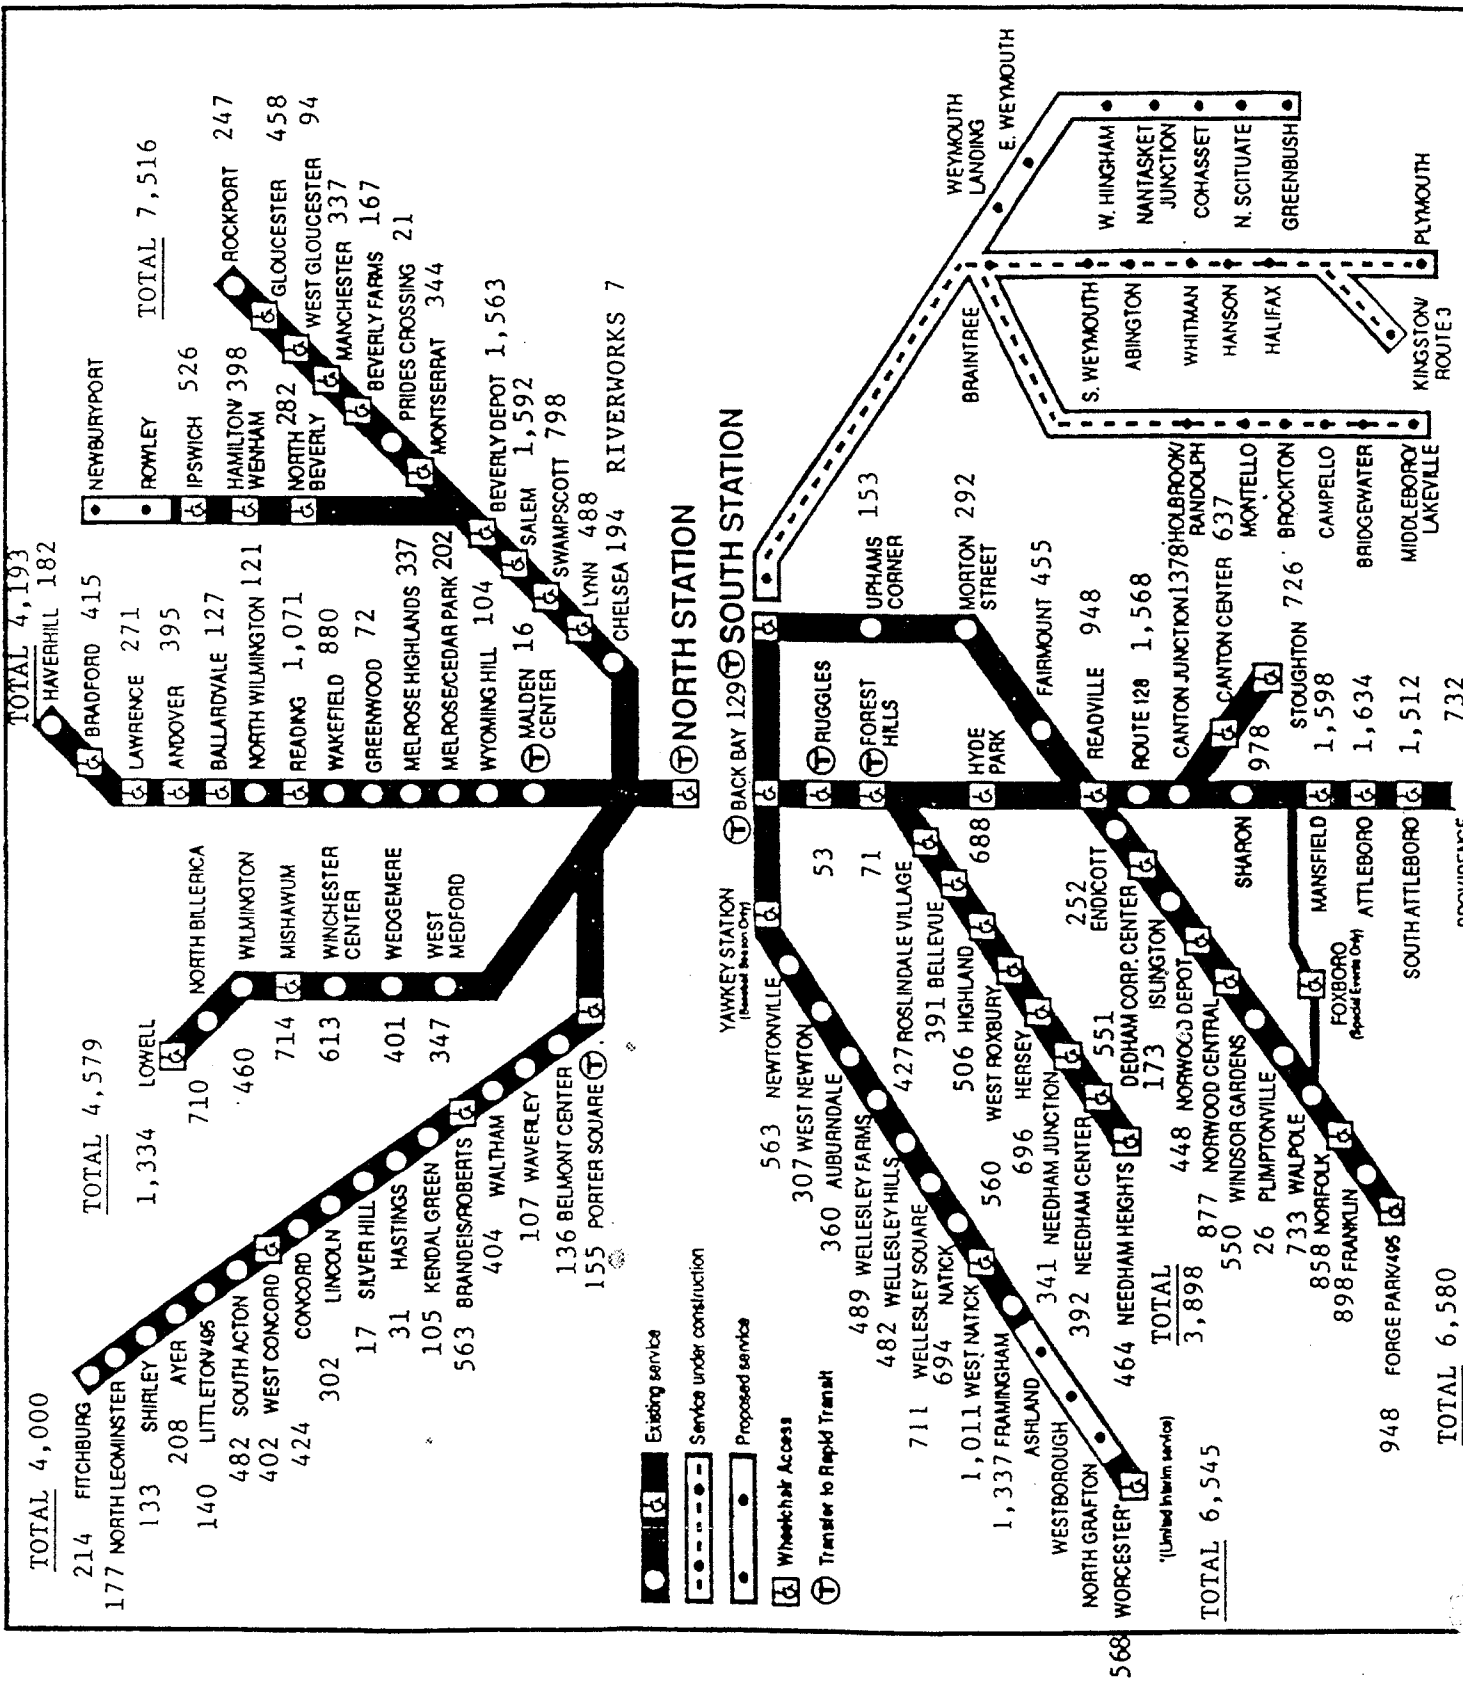 TOTAL 4,000
214 FITCHBURG
177 NORTH LEOMINSTER
133 SHIRLEY
208 AYER
140 LITTLETON/495
482 SOUTH ACTON
402 WEST CONCORD
424 CONCORD
302 LINCOLN
17 SILVER HILL
31 HASTINGS
105 KENDAL GREEN
563 BRANDEIS/ROBERTS
404 WALTHAM
107 WAVERLEY
136 BELMONT CENTER
155 PORTER SQUARE T
TOTAL 4,579
1,334 LOWELL
710 NORTH BILLERICA
460 WILMINGTON
714 MISHAWUM
613 WINCHESTER
CENTER
401 WEDGEMERE
347 WEST
MEDFORD
TOTAL 4,193
HAVERHILL 182
BRADFORD 415
LAWRENCE 271
ANDOVER 395
BALLARDVALE 127
NORTH WILMINGTON 121
READING 1,071
WAKEFIELD 880
GREENWOOD 72
MELROSE HIGHLANDS 337
MELROSE/CEDAR PARK 202
WYOMING HILL 104
T MALDEN 16
CENTER
TOTAL 7,516
NEWBURYPORT
ROWLEY
IPSWICH 526
HAMILTON/ 398
WENHAM
NORTH 282
BEVERLY
ROCKPORT 247
GLOUCESTER 458
WEST GLOUCESTER 94
MANCHESTER 337
BEVERLY FARMS 167
PRIDES CROSSING 21
MONTSERRAT 344
BEVERLY DEPOT 1,563
SALEM 1,592
SWAMPSCOTT 798
LYNN 488
CHELSEA 194 RIVERWORKS 7
T NORTH STATION
Existing service
Service under construction
Proposed service
Wheelchair Access
T Transfer to Rapid Transit
T BACK BAY 129 T SOUTH STATION
YAWKEY STATION
(Baseball Season Only)
563 NEWTONVILLE
307 WEST NEWTON
360 AUBURNDALE
489 WELLESLEY FARMS
482 WELLESLEY HILLS
711 WELLESLEY SQUARE
694 NATICK
1,011 WEST NATICK
1,337 FRAMINGHAM
ASHLAND
WESTBOROUGH
NORTH GRAFTON
568 WORCESTER*
*(Limited Interim service)
TOTAL 6,545
53 T RUGGLES
71 T FOREST
HILLS
427 ROSLINDALE VILLAGE
391 BELLEVUE
506 HIGHLAND
560 WEST ROXBURY
696 HERSEY
341 NEEDHAM JUNCTION
392 NEEDHAM CENTER
464 NEEDHAM HEIGHTS
TOTAL
3,898
688 HYDE
PARK
UPHAMS 153
CORNER
MORTON 292
STREET
FAIRMOUNT 455
READVILLE 948
252
ENDICOTT
551
DEDHAM CORP. CENTER
173 ISLINGTON
448 NORWOOD DEPOT
877 NORWOOD CENTRAL
550 WINDSOR GARDENS
26 PLIMPTONVILLE
733 WALPOLE
858 NORFOLK
898 FRANKLIN
948 FORGE PARK/495
TOTAL 6,580
ROUTE 128 1,568
CANTON JUNCTION 1378
CANTON CENTER 637
STOUGHTON 726
978
SHARON
MANSFIELD 1,598
FOXBORO
(Special Events Only)
ATTLEBORO 1,634
SOUTH ATTLEBORO 1,512
PROVIDENCE 732
BRAINTREE
WEYMOUTH
LANDING
E. WEYMOUTH
W. HINGHAM
NANTASKET
JUNCTION
COHASSET
N. SCITUATE
GREENBUSH
S. WEYMOUTH
ABINGTON
WHITMAN
HANSON
HALIFAX
PLYMOUTH
KINGSTON/
ROUTE 3
HOLBROOK/
RANDOLPH
MONTELLO
BROCKTON
CAMPELLO
BRIDGEWATER
MIDDLEBORO/
LAKEVILLE